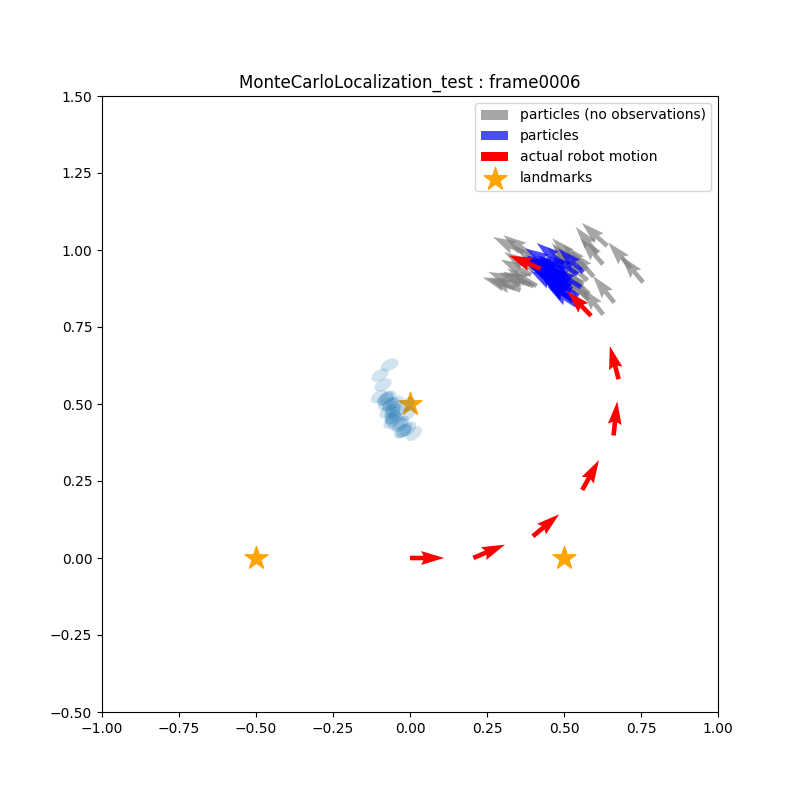 MonteCarloLocalization_test : frame0006
particles (no observations)
particles
actual robot motion
landmarks
1.50
1.25
1.00
0.75
0.50
0.25
0.00
−0.25
−0.50
−1.00 −0.75 −0.50 −0.25 0.00 0.25 0.50 0.75 1.00